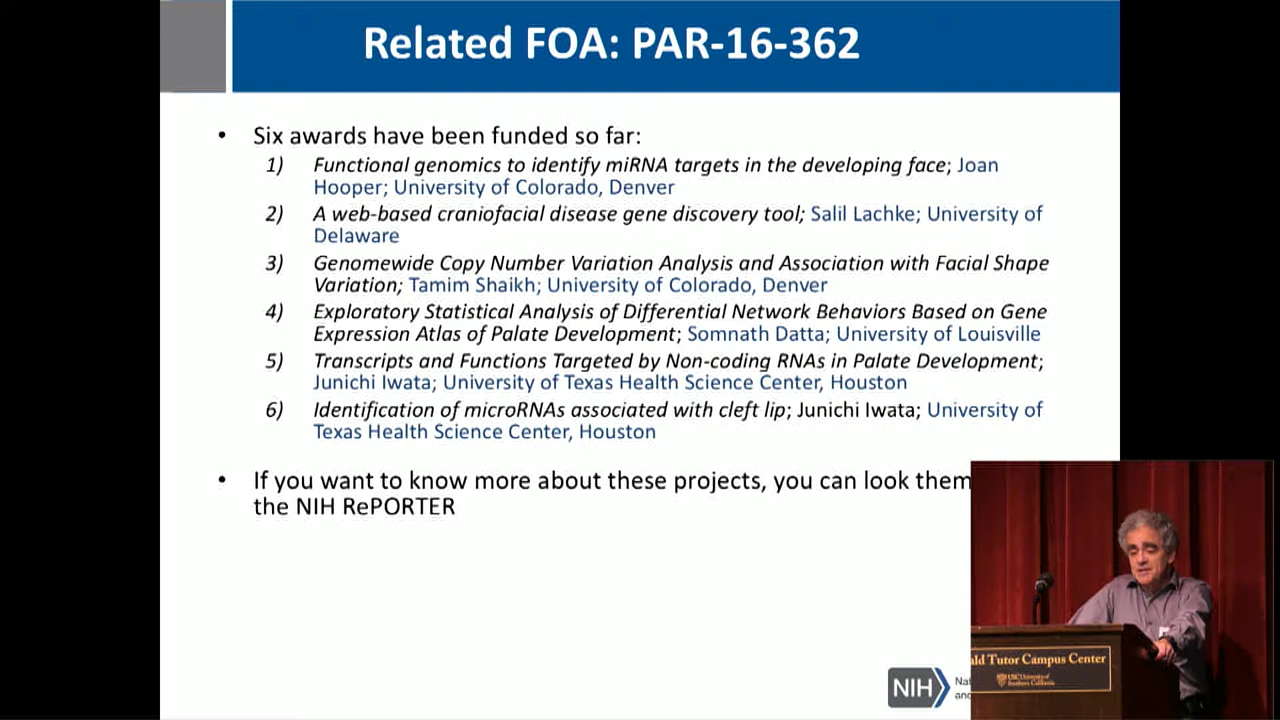 Related FOA: PAR-16-362
• Six awards have been funded so far:
1) Functional genomics to identify miRNA targets in the developing face; Joan
Hooper; University of Colorado, Denver
2) A web-based craniofacial disease gene discovery tool; Salil Lachke; University of
Delaware
3) Genomewide Copy Number Variation Analysis and Association with Facial Shape
Variation; Tamim Shaikh; University of Colorado, Denver
4) Exploratory Statistical Analysis of Differential Network Behaviors Based on Gene
Expression Atlas of Palate Development; Somnath Datta; University of Louisville
5) Transcripts and Functions Targeted by Non-coding RNAs in Palate Development;
Junichi Iwata; University of Texas Health Science Center, Houston
6) Identification of microRNAs associated with cleft lip; Junichi Iwata; University of
Texas Health Science Center, Houston
• If you want to know more about these projects, you can look them
the NIH RePORTER
NIH
Tutor Campus Center
USC University of
Southern California